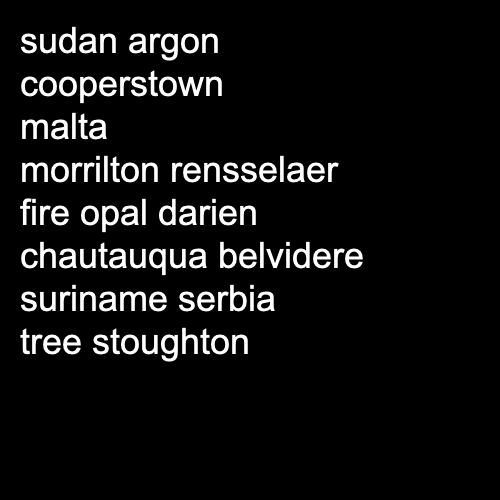 sudan argon
cooperstown
malta
morrilton rensselaer
fire opal darien
chautauqua belvidere
suriname serbia
tree stoughton